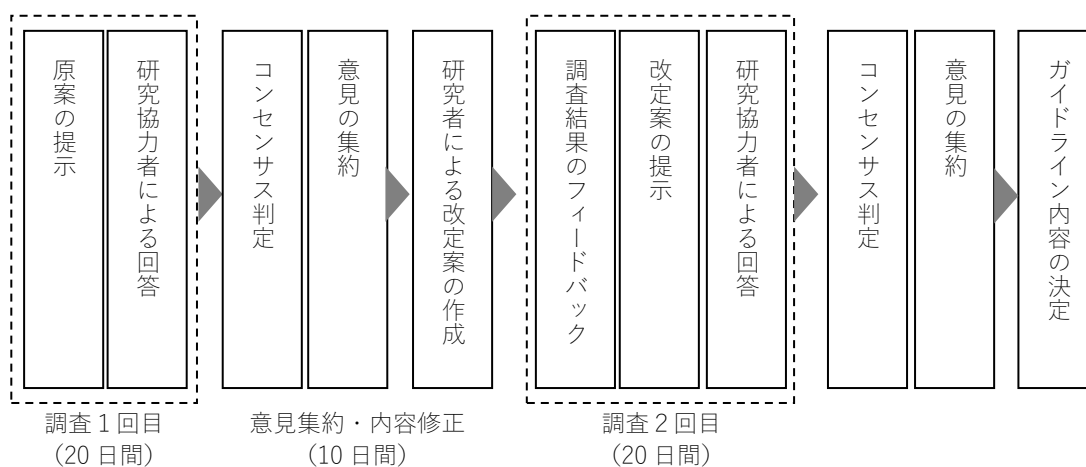 原案の提示
研究協力者による回答
コンセンサス判定
意見の集約
研究者による改定案の作成
調査結果のフィードバック
改定案の提示
研究協力者による回答
コンセンサス判定
意見の集約
ガイドライン内容の決定
調査1回目
(20 日間)
意見集約・内容修正
(10 日間)
調査2回目
(20 日間)